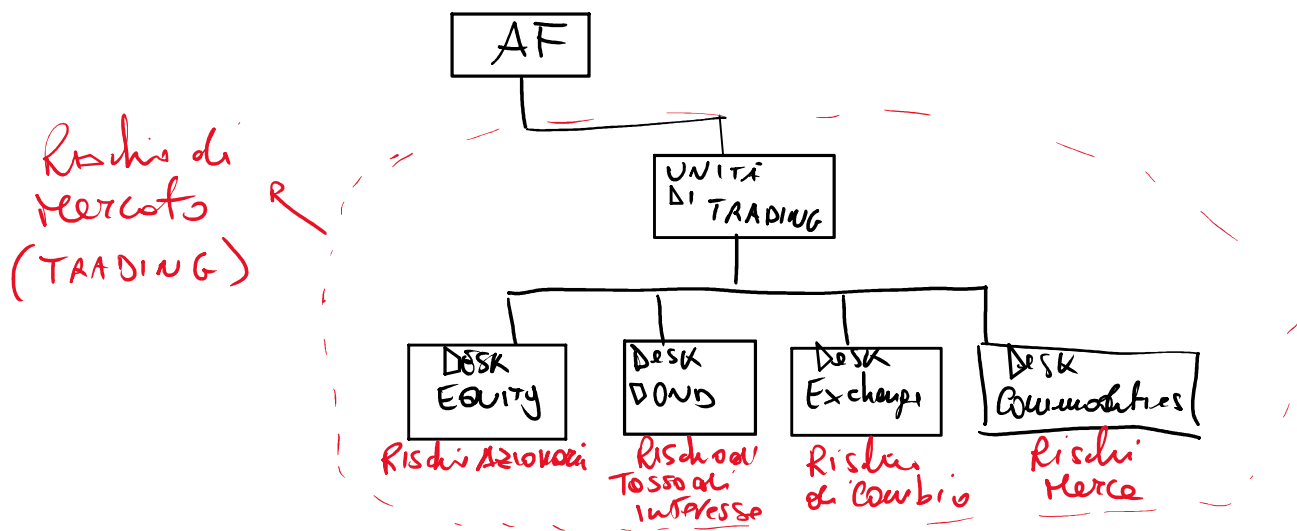 AF
Rischio di
Mercato
(TRADING)
R
UNITÀ
DI TRADING
DESK
EQUITY
Desk
BOND
Desk
Exchange
Desk
Commodities
Rischi Azionari
Rischio di
Tasso di
interesse
Rischio
di Cambio
Rischi
Merce